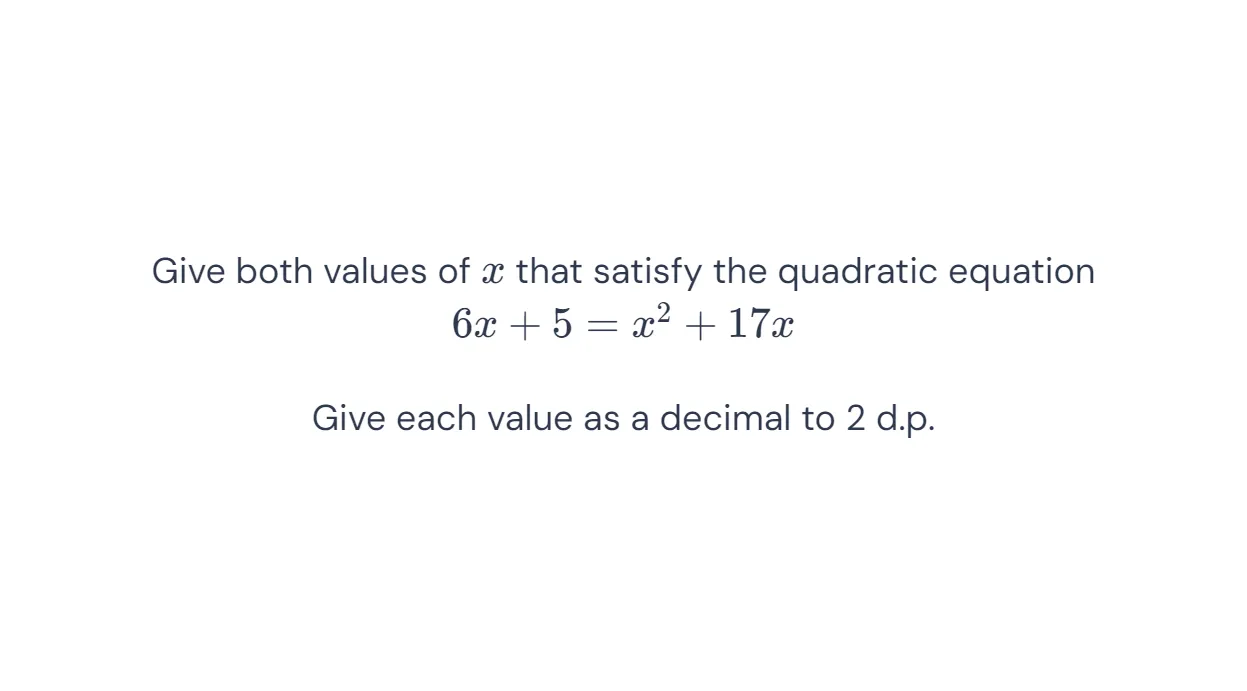 Give both values of x that satisfy the quadratic equation
6x + 5 = x² + 17x
Give each value as a decimal to 2 d.p.